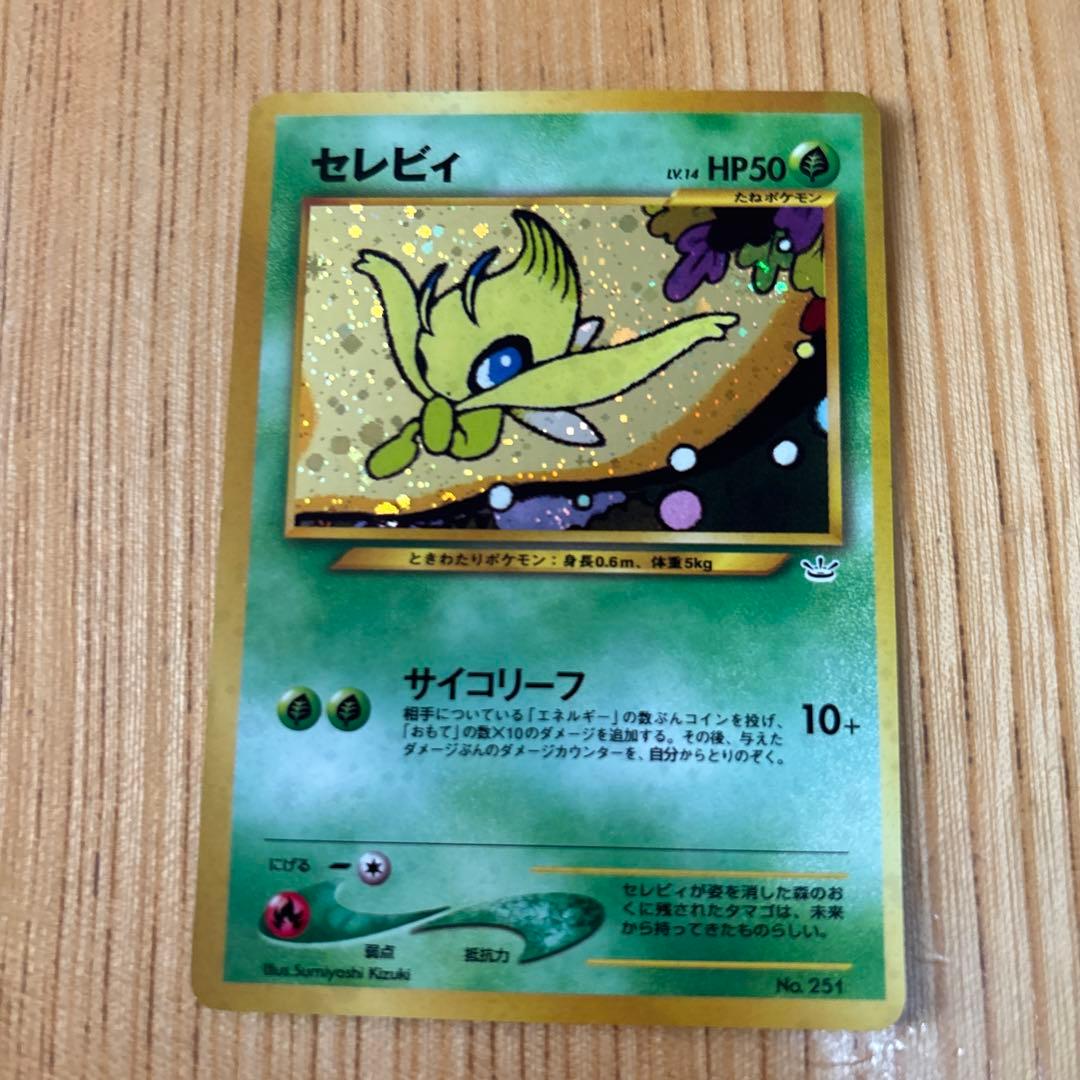 セレビィ
LV.14 HP50
たねポケモン
ときわたりポケモン：身長0.6m、体重5kg
サイコリーフ
相手についている「エネルギー」の数ぶんコインを投げ、
「おもて」の数×10のダメージを追加する。その後、与えた
ダメージぶんのダメージカウンターを、自分からとりのぞく。
10+
にげる
弱点
抵抗力
セレビィが姿を消した森のお
くに残されたタマゴは、未来
から持ってきたものらしい。
Illus.Sumiyoshi Kizuki
No. 251